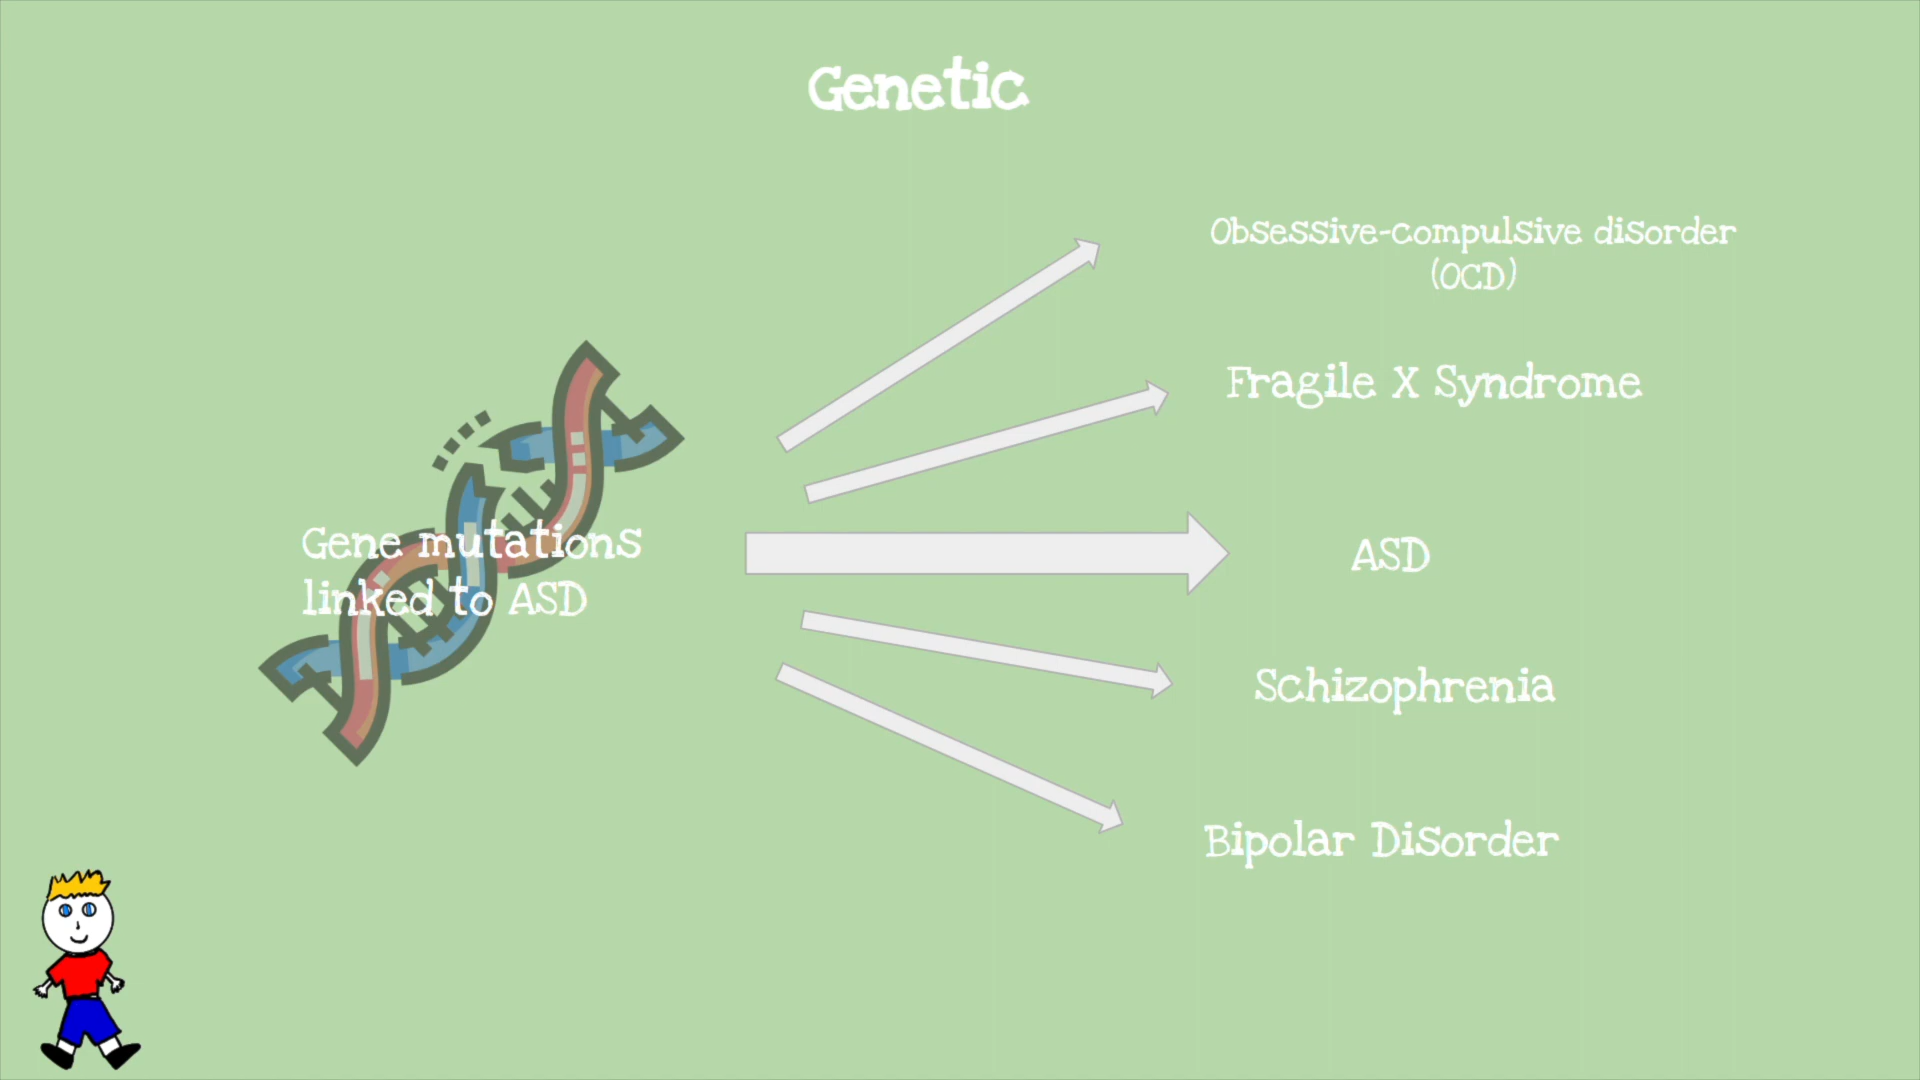 Genetic
Obsessive-compulsive disorder
(OCD)
Fragile X Syndrome
Gene mutations
linked to ASD
ASD
Schizophrenia
Bipolar Disorder